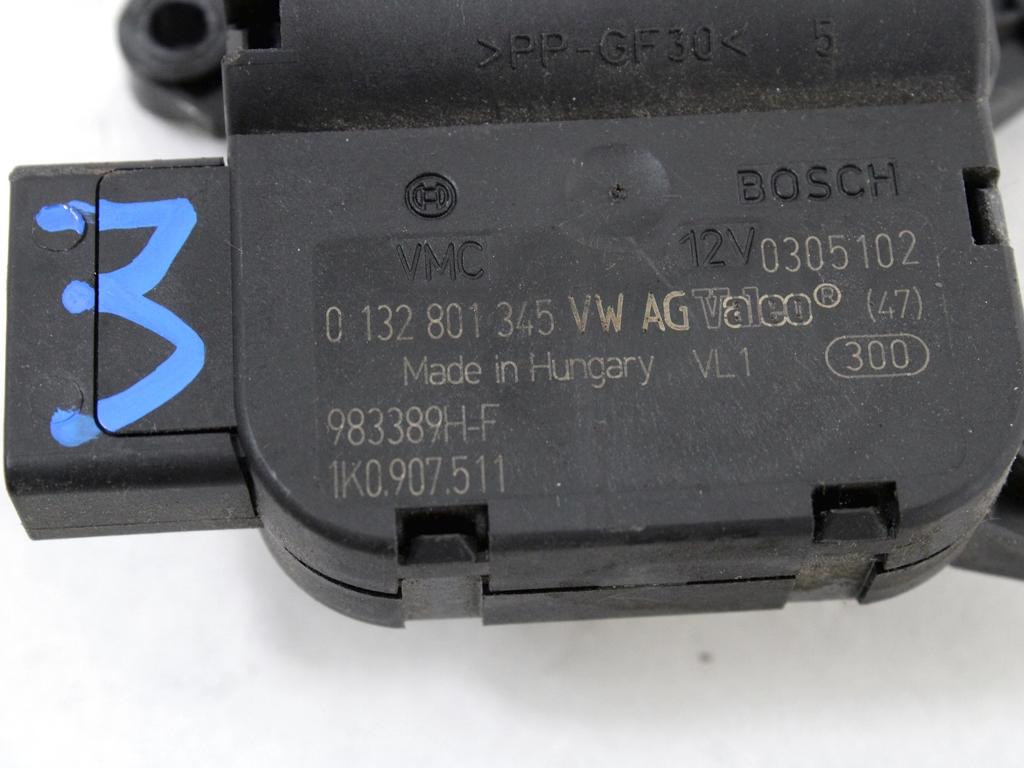 >PP-GF30< 5
BOSCH
VMC 12V 0305102
0 132 801 345 VW AG Valeo® (47)
Made in Hungary VL1 300
983389H-F
1K0.907.511
3